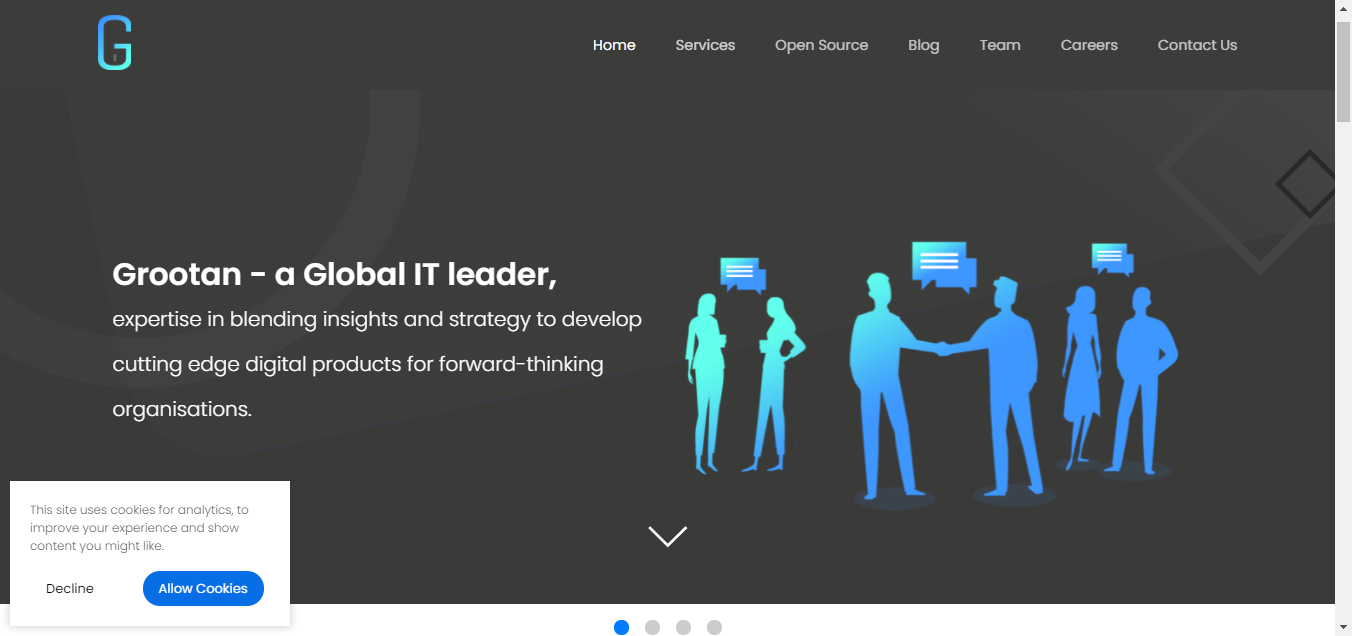 G
Home Services Open Source Blog Team Careers Contact Us
Grootan - a Global IT leader,
expertise in blending insights and strategy to develop
cutting edge digital products for forward-thinking
organisations.
This site uses cookies for analytics, to
improve your experience and show
content you might like.
Decline Allow Cookies